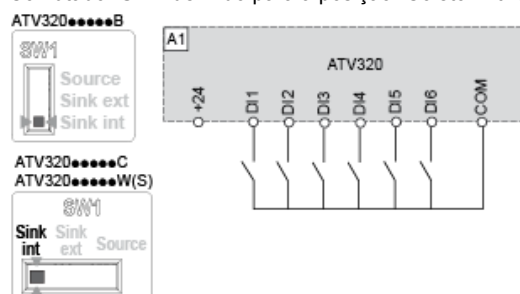 ATV320●●●●●B
SW1
Source
Sink ext
Sink int
A1
ATV320
+24
DI1
DI2
DI3
DI4
DI5
DI6
COM
ATV320●●●●●C
ATV320●●●●●W(S)
SW1
Sink int
Sink ext
Source